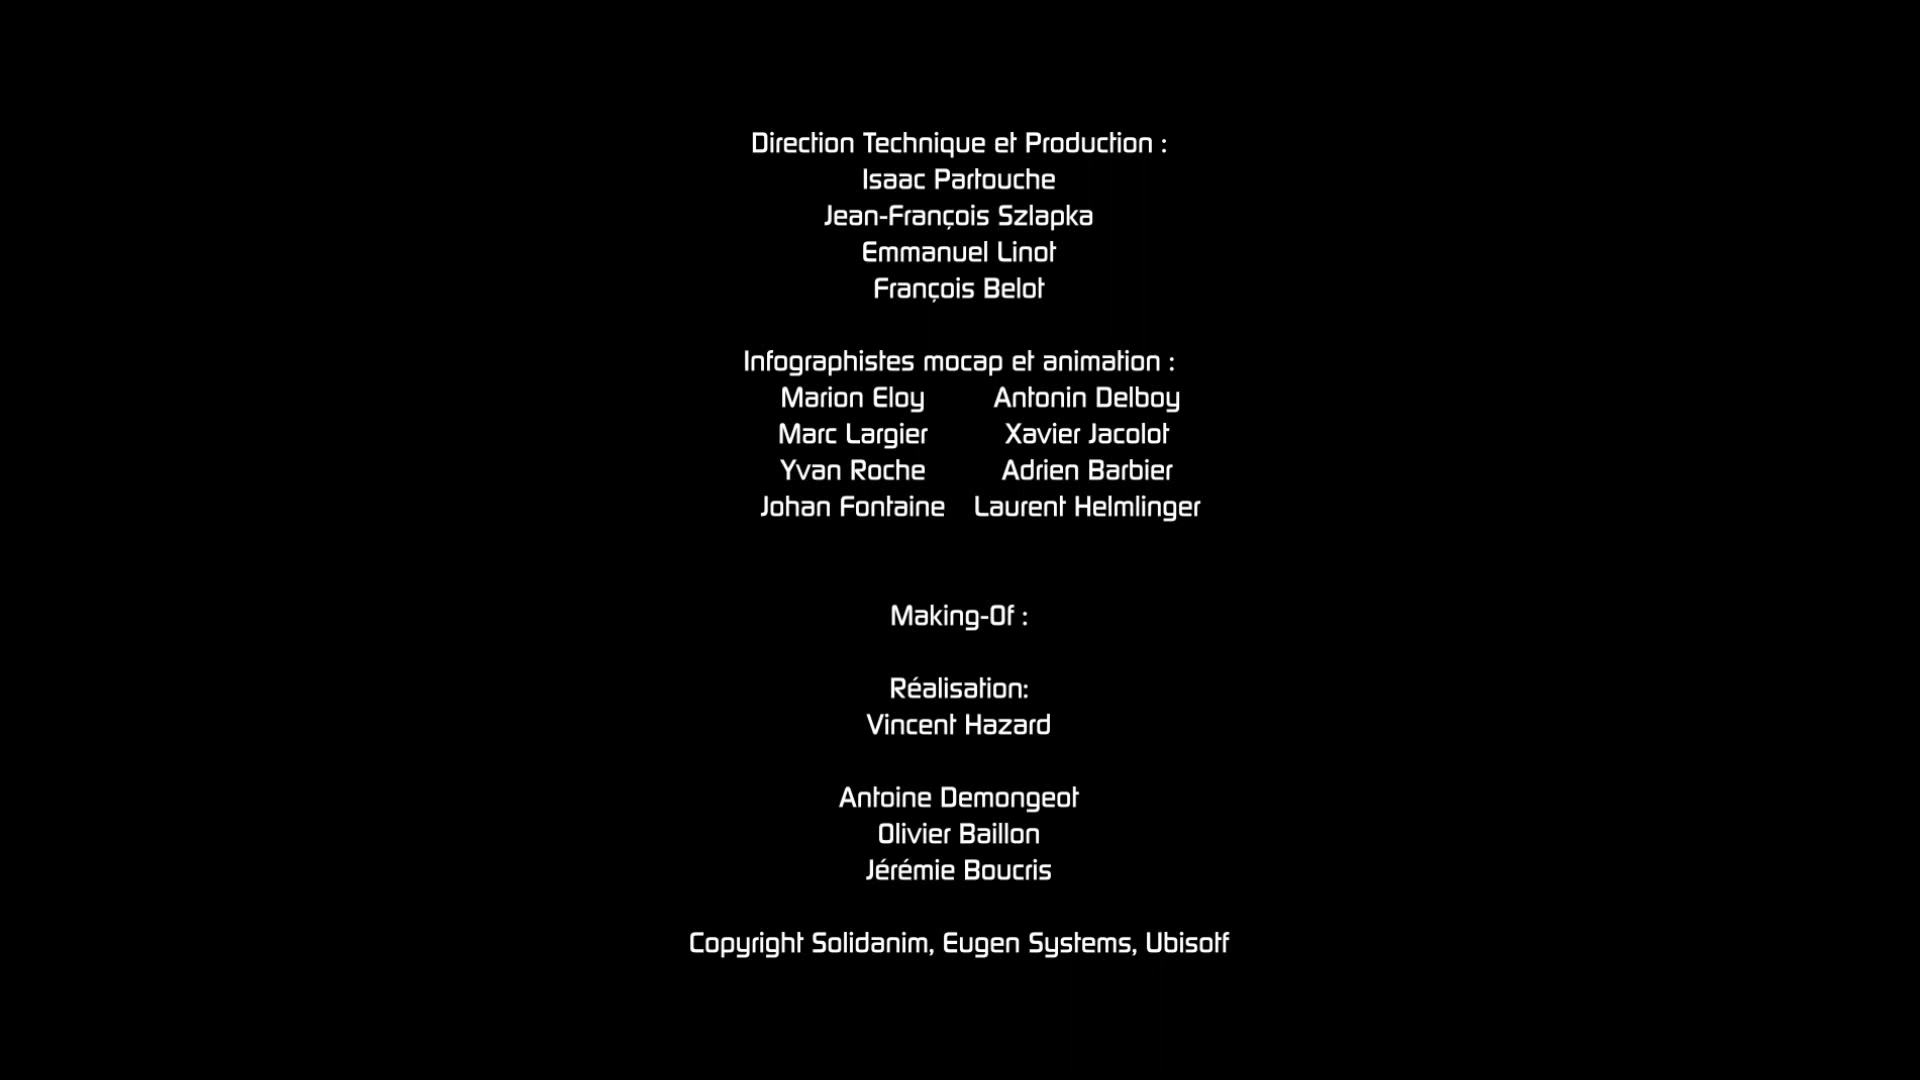 Direction Technique et Production :
Isaac Partouche
Jean-François Szlapka
Emmanuel Linot
François Belot
Infographistes mocap et animation :
Marion Eloy Antonin Delboy
Marc Largier Xavier Jacolot
Yvan Roche Adrien Barbier
Johan Fontaine Laurent Helmlinger
Making-Of :
Réalisation:
Vincent Hazard
Antoine Demongeot
Olivier Baillon
Jérémie Boucris
Copyright Solidanim, Eugen Systems, Ubisotf